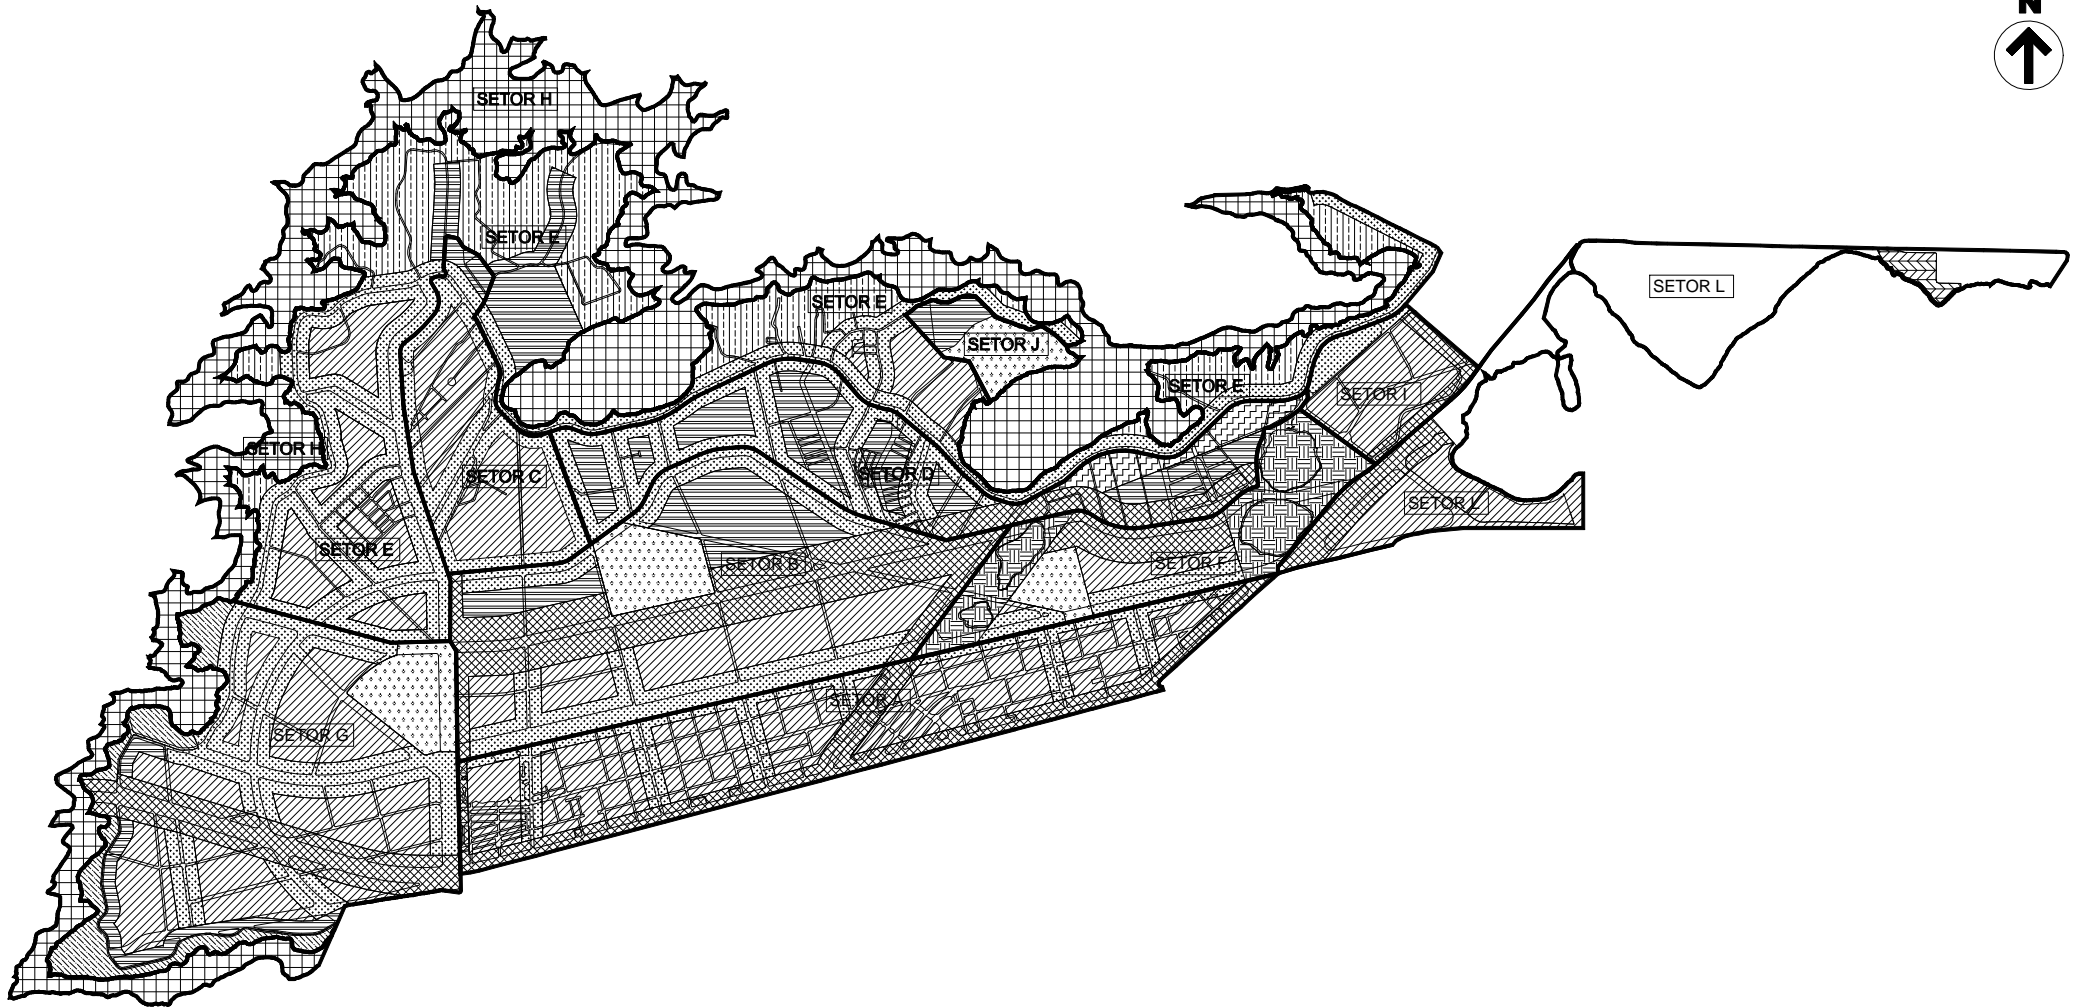 N
SETOR H
SETOR E
SETOR L
SETOR E
SETOR J
SETOR E
SETOR I
SETOR H
SETOR C
SETOR D
SETOR L
SETOR E
SETOR B
SETOR F
SETOR A
SETOR G